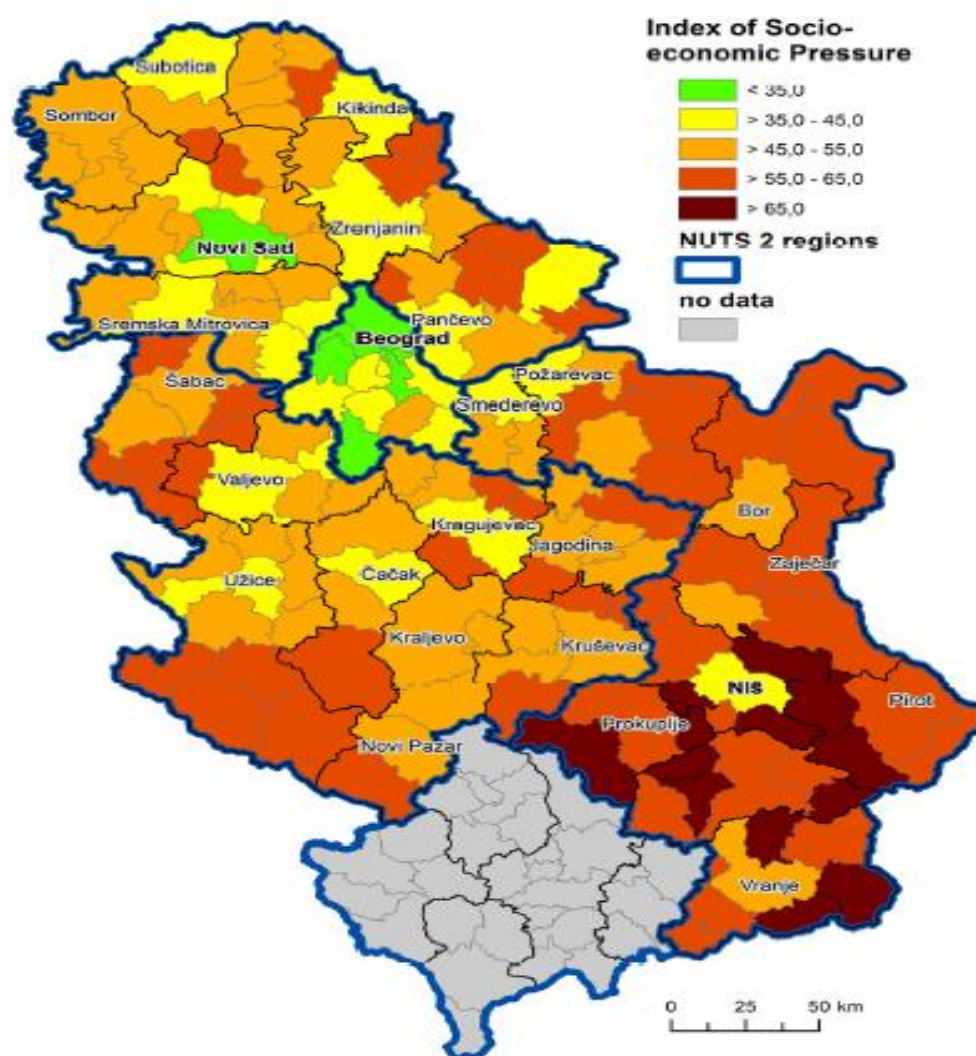 Index of Socio-
economic Pressure
< 35,0
> 35,0 - 45,0
> 45,0 - 55,0
> 55,0 - 65,0
> 65,0
NUTS 2 regions
no data
Subotica
Sombor
Kikinda
Zrenjanin
Novi Sad
Sremska Mitrovica
Pančevo
Beograd
Požarevac
Šabac
Smederevo
Valjevo
Bor
Kragujevac
Jagodina
Zaječar
Užice
Čačak
Kraljevo
Kruševac
Niš
Pirot
Prokuplje
Novi Pazar
Vranje
0 25 50 km